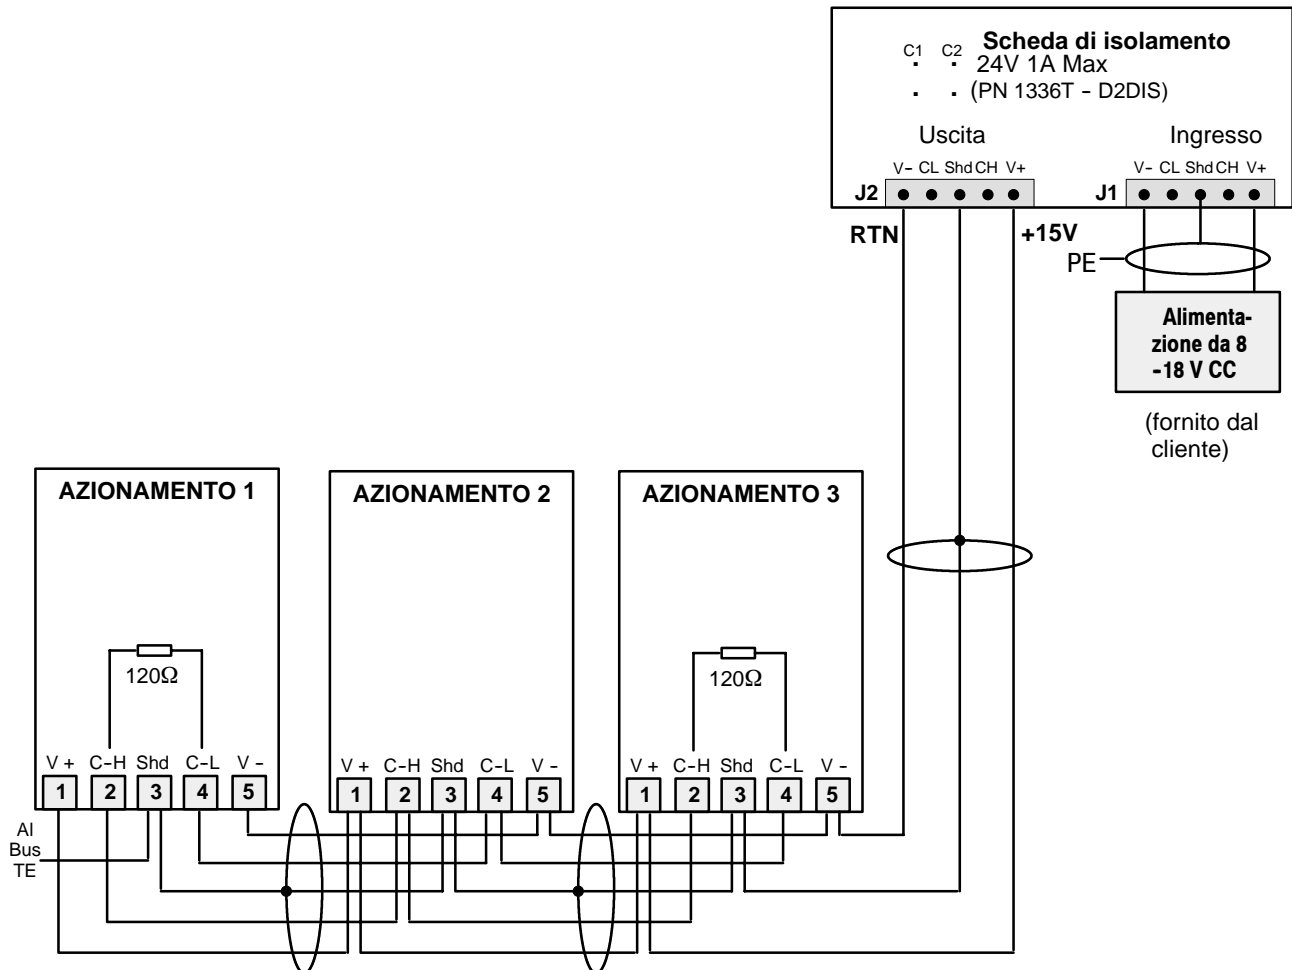 Scheda di isolamento
C1 C2 24V 1A Max
(PN 1336T - D2DIS)
Uscita Ingresso
V- CL Shd CH V+ V- CL Shd CH V+
J2 J1
RTN +15V
PE
Alimenta-
zione da 8
-18 V CC
(fornito dal
cliente)
AZIONAMENTO 1 AZIONAMENTO 2 AZIONAMENTO 3
120Ω 120Ω
V + C-H Shd C-L V - V + C-H Shd C-L V - V + C-H Shd C-L V -
1 2 3 4 5 1 2 3 4 5 1 2 3 4 5
Al
Bus
TE